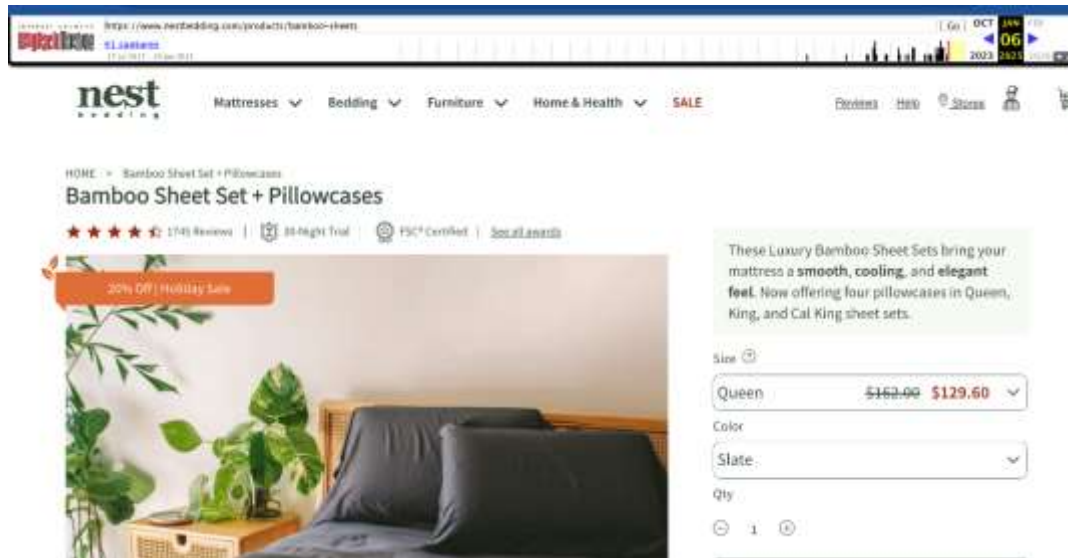 https://www.nestbedding.com/products/bamboo-sheets
Go
OCT JAN
06
2023 2025
nest
bedding
Mattresses Bedding Furniture Home & Health SALE
Reviews Help Stores
HOME > Bamboo Sheet Set + Pillowcases
Bamboo Sheet Set + Pillowcases
1745 Reviews | 30-Night Trial | FSC® Certified | See all awards
20% Off | Holiday Sale
These Luxury Bamboo Sheet Sets bring your
mattress a smooth, cooling, and elegant
feel. Now offering four pillowcases in Queen,
King, and Cal King sheet sets.
Size
Queen $162.00 $129.60
Color
Slate
Qty
1